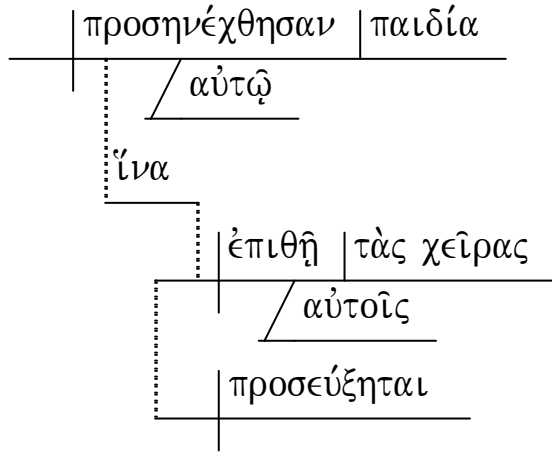 προσηνέχθησαν παιδία
αὐτῷ
ἵνα
ἐπιθῇ τὰς χεῖρας
αὐτοῖς
προσεύξηται